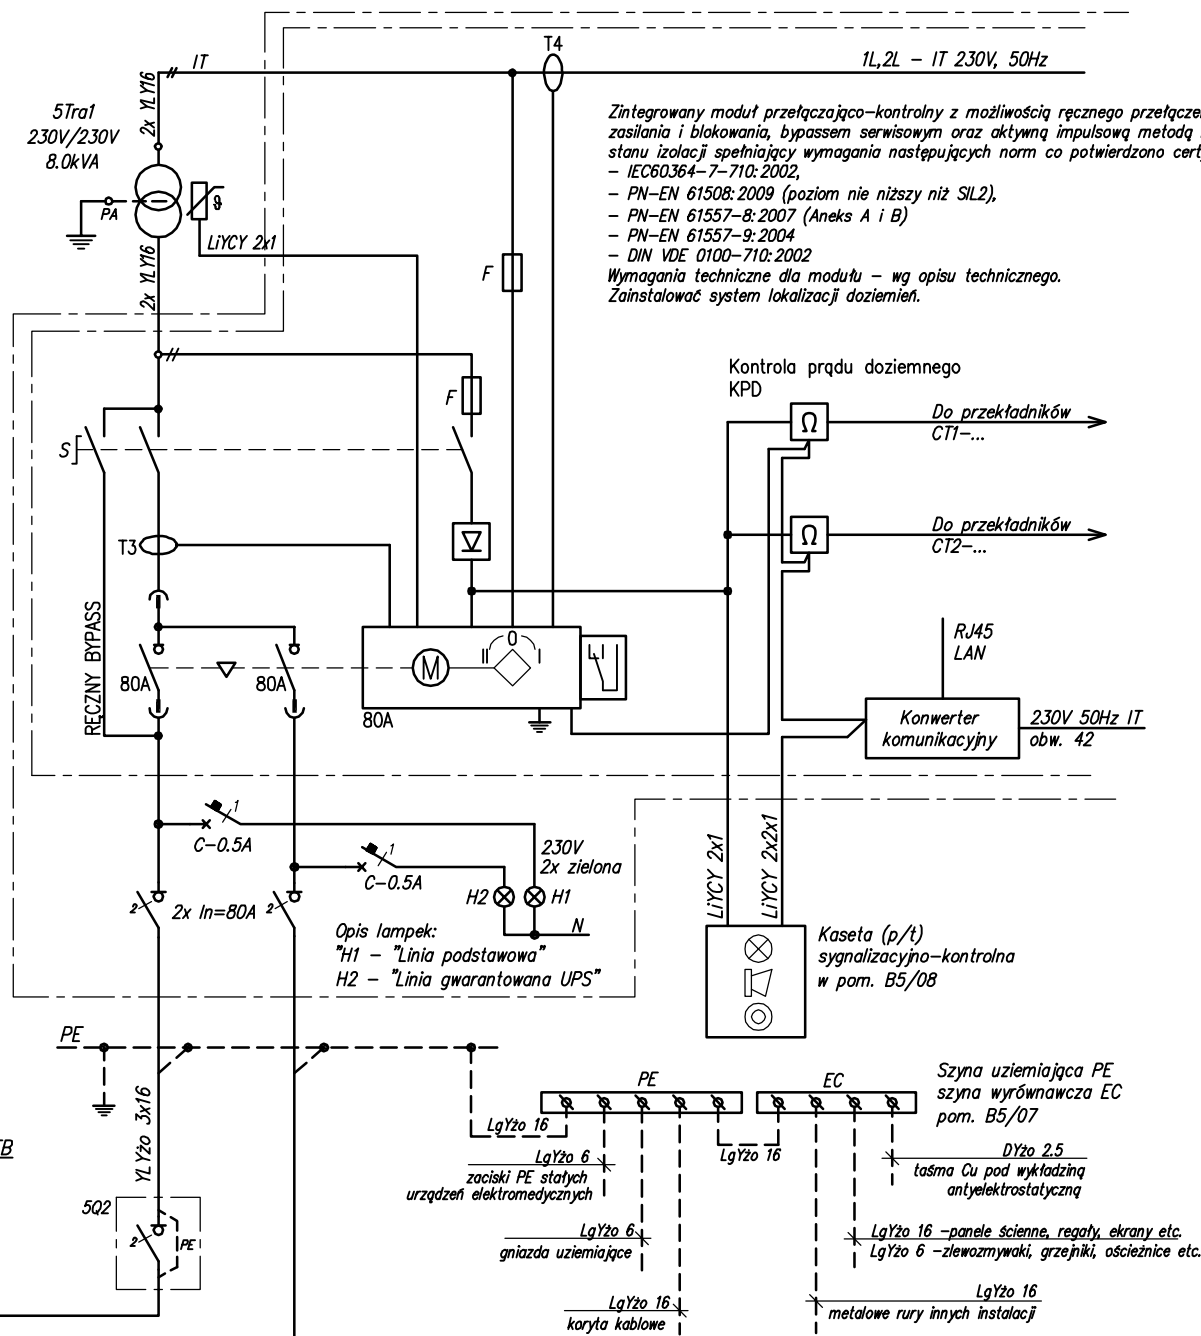 IT
T4
1L,2L – IT 230V, 50Hz
2x YLY16
5Tra1
230V/230V
8.0kVA
PA
ϑ
LiYCY 2x1
2x YLY16
Zintegrowany moduł przełączająco–kontrolny z możliwością ręcznego przełącze
zasilania i blokowania, bypassem serwisowym oraz aktywną impulsową metodą
stanu izolacji spełniający wymagania następujących norm co potwierdzono cert
– IEC60364–7–710:2002,
– PN–EN 61508:2009 (poziom nie niższy niż SIL2),
– PN–EN 61557–8:2007 (Aneks A i B)
– PN–EN 61557–9:2004
– DIN VDE 0100–710:2002
Wymagania techniczne dla modułu – wg opisu technicznego.
Zainstalować system lokalizacji doziemień.
F
F
S
T3
Kontrola prądu doziemnego
KPD
Ω
Do przekładników
CT1–...
Ω
Do przekładników
CT2–...
RĘCZNY BYPASS
80A
80A
M
II
0
I
80A
RJ45
LAN
Konwerter
komunikacyjny
230V 50Hz IT
obw. 42
1
C–0.5A
1
C–0.5A
230V
2x zielona
H2
H1
N
2
2x In=80A
2
Opis lampek:
"H1 – "Linia podstawowa"
H2 – "Linia gwarantowana UPS"
LiYCY 2x1
LiYCY 2x2x1
Kaseta (p/t)
sygnalizacyjno–kontrolna
w pom. B5/08
PE
YLYżo 3x16
5Q2
2
PE
PE
EC
Szyna uziemiająca PE
szyna wyrównawcza EC
pom. B5/07
LgYżo 16
LgYżo 16
LgYżo 6
zaciski PE stałych
urządzeń elektromedycznych
DYżo 2.5
taśma Cu pod wykładziną
antyelektrostatyczną
LgYżo 6
gniazda uziemiające
LgYżo 16 –panele ścienne, regały, ekrany etc.
LgYżo 6 –zlewozmywaki, grzejniki, ościeżnice etc.
LgYżo 16
koryta kablowe
LgYżo 16
metalowe rury innych instalacji